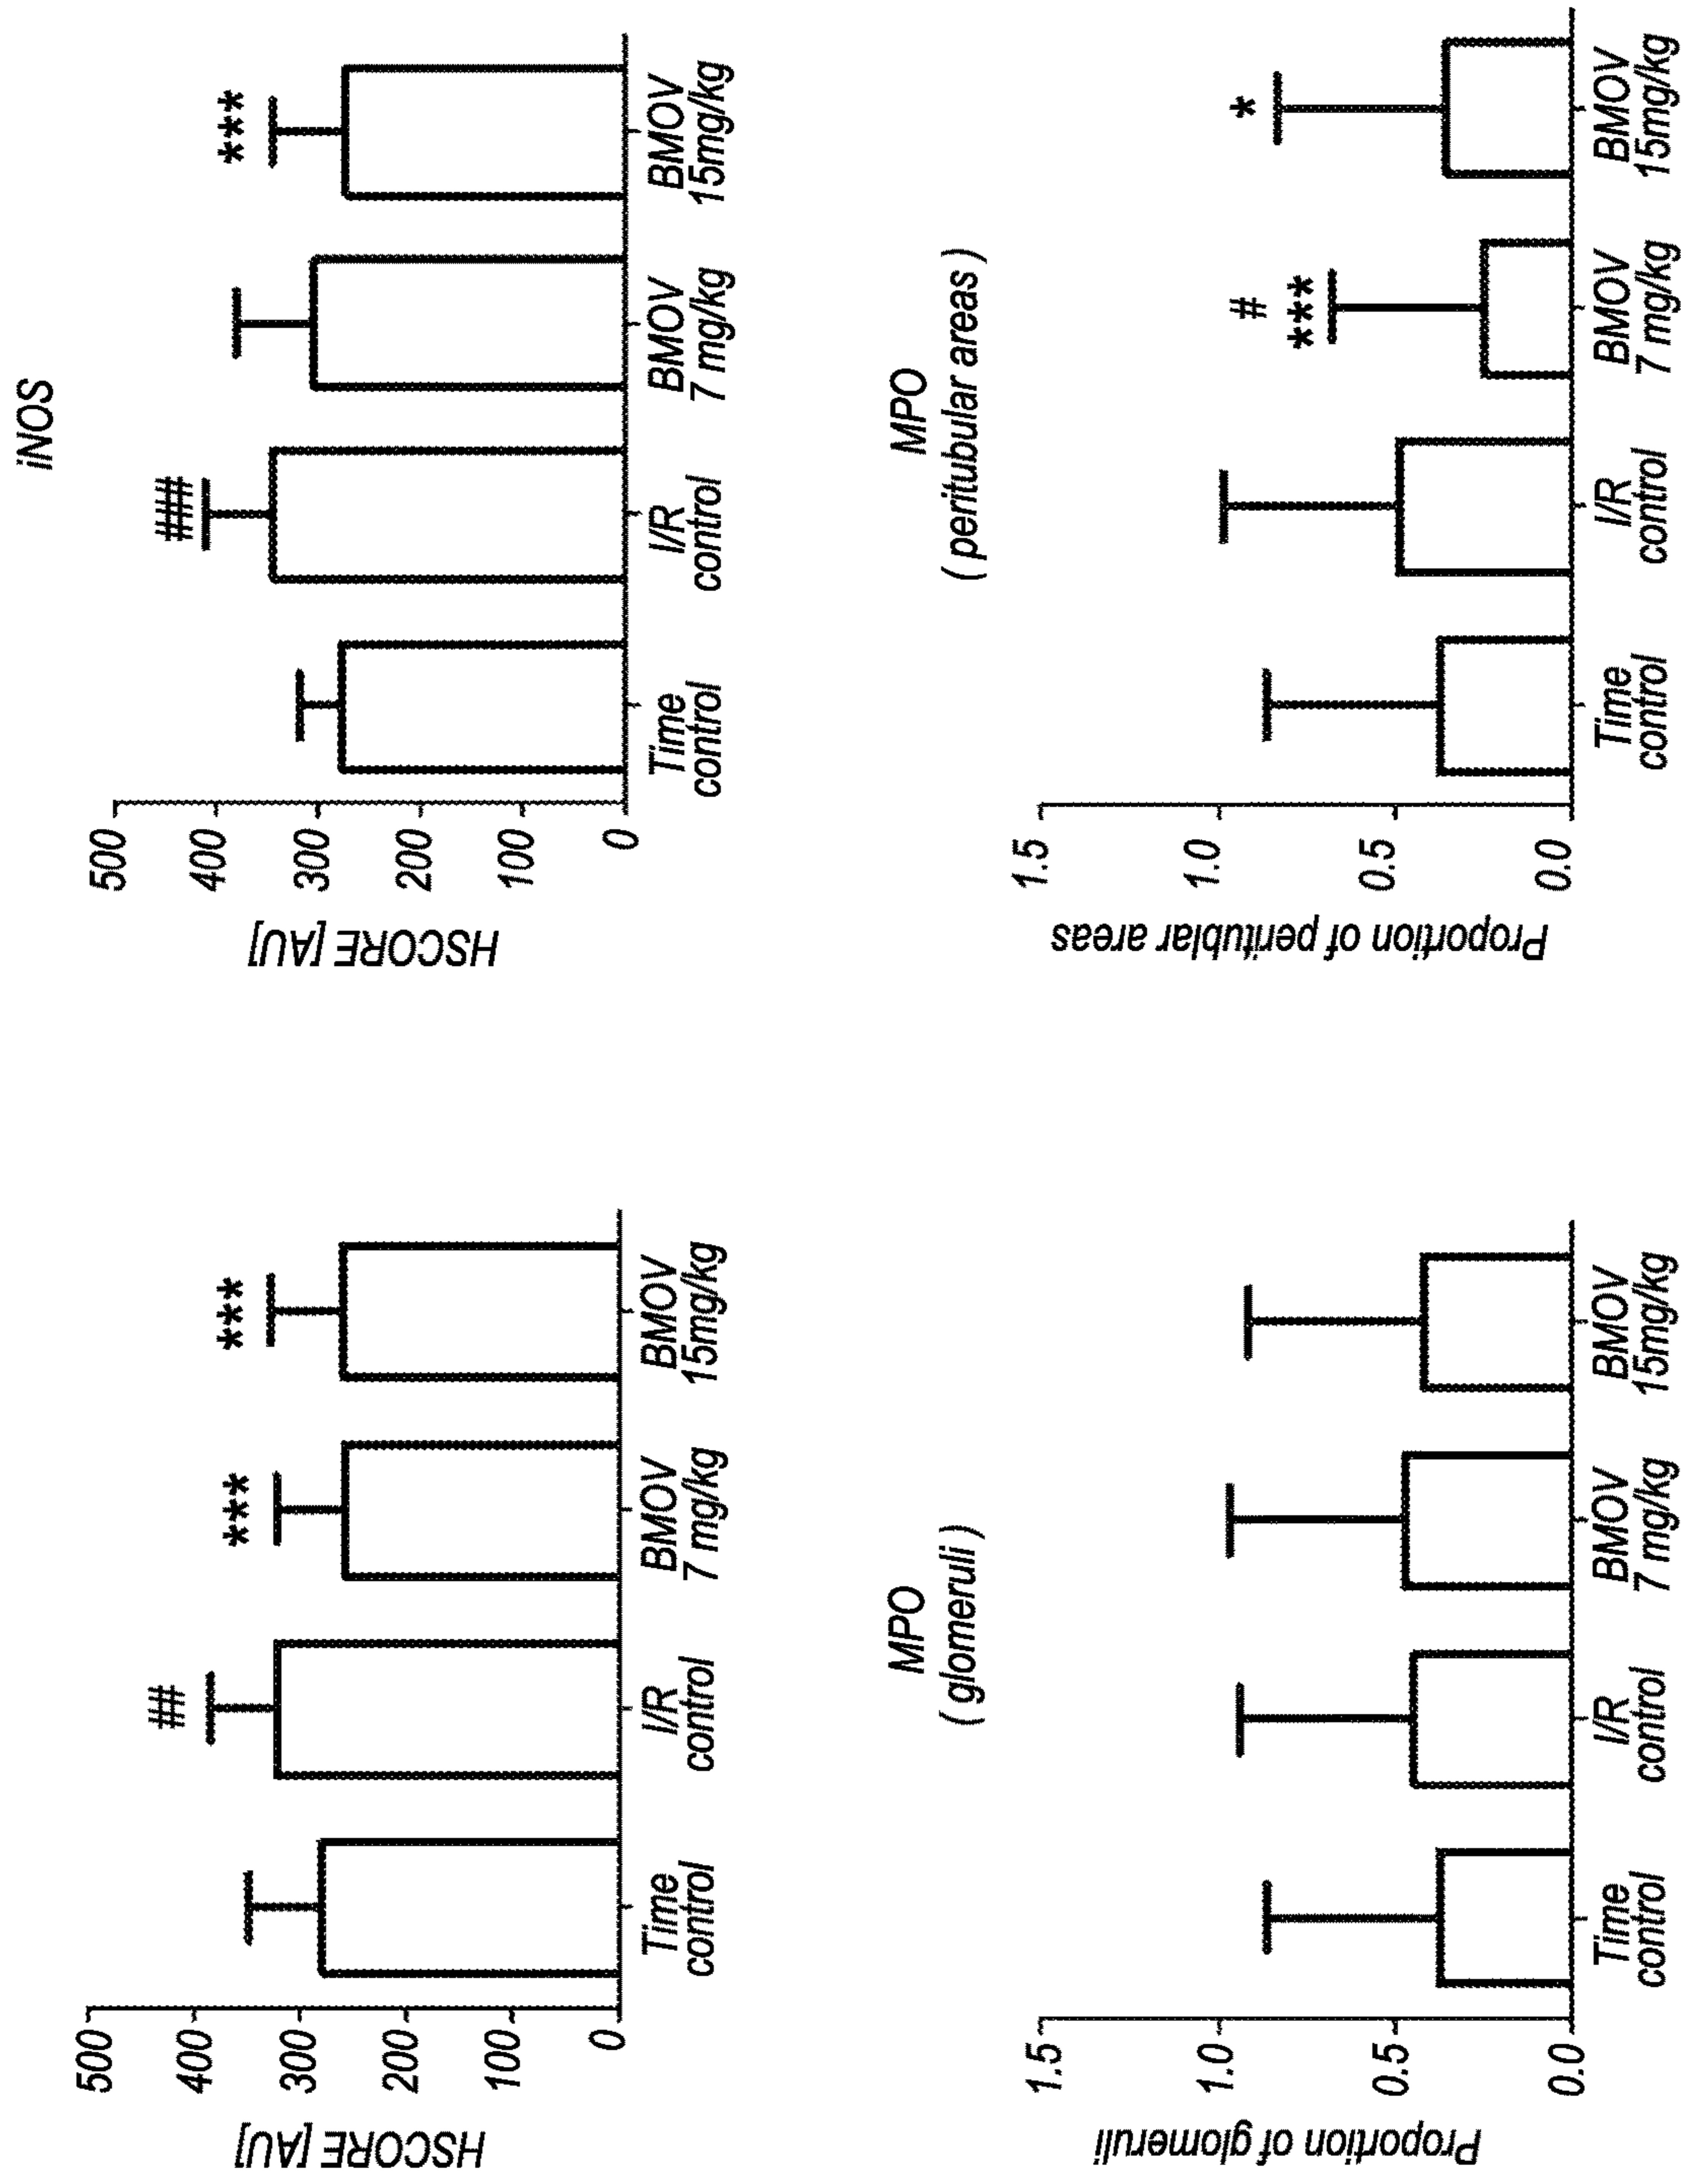 HSCORE [AU]
500
400
300
200
100
0
##
***
***
Time
control
I/R
control
BMOV
7 mg/kg
BMOV
15mg/kg
iNOS
HSCORE [AU]
500
400
300
200
100
0
###
***
Time
control
I/R
control
BMOV
7 mg/kg
BMOV
15mg/kg
MPO
( glomeruli )
Proportion of glomeruli
1.5
1.0
0.5
0.0
Time
control
I/R
control
BMOV
7 mg/kg
BMOV
15mg/kg
MPO
( peritubular areas )
Proportion of peritublar areas
1.5
1.0
0.5
0.0
#
***
*
Time
control
I/R
control
BMOV
7 mg/kg
BMOV
15mg/kg